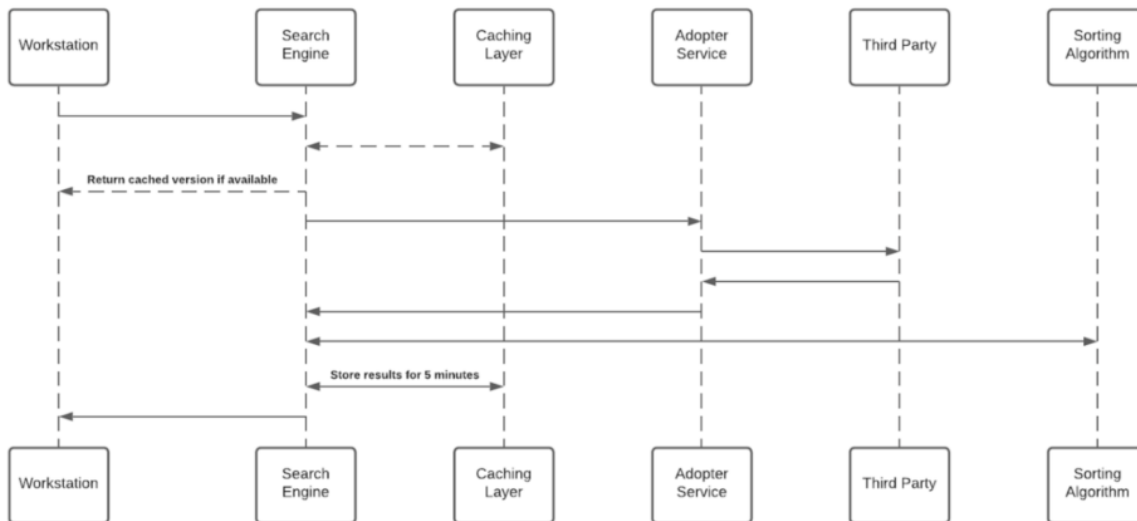 Workstation
Search
Engine
Caching
Layer
Adopter
Service
Third Party
Sorting
Algorithm
Return cached version if available
Store results for 5 minutes
Workstation
Search
Engine
Caching
Layer
Adopter
Service
Third Party
Sorting
Algorithm